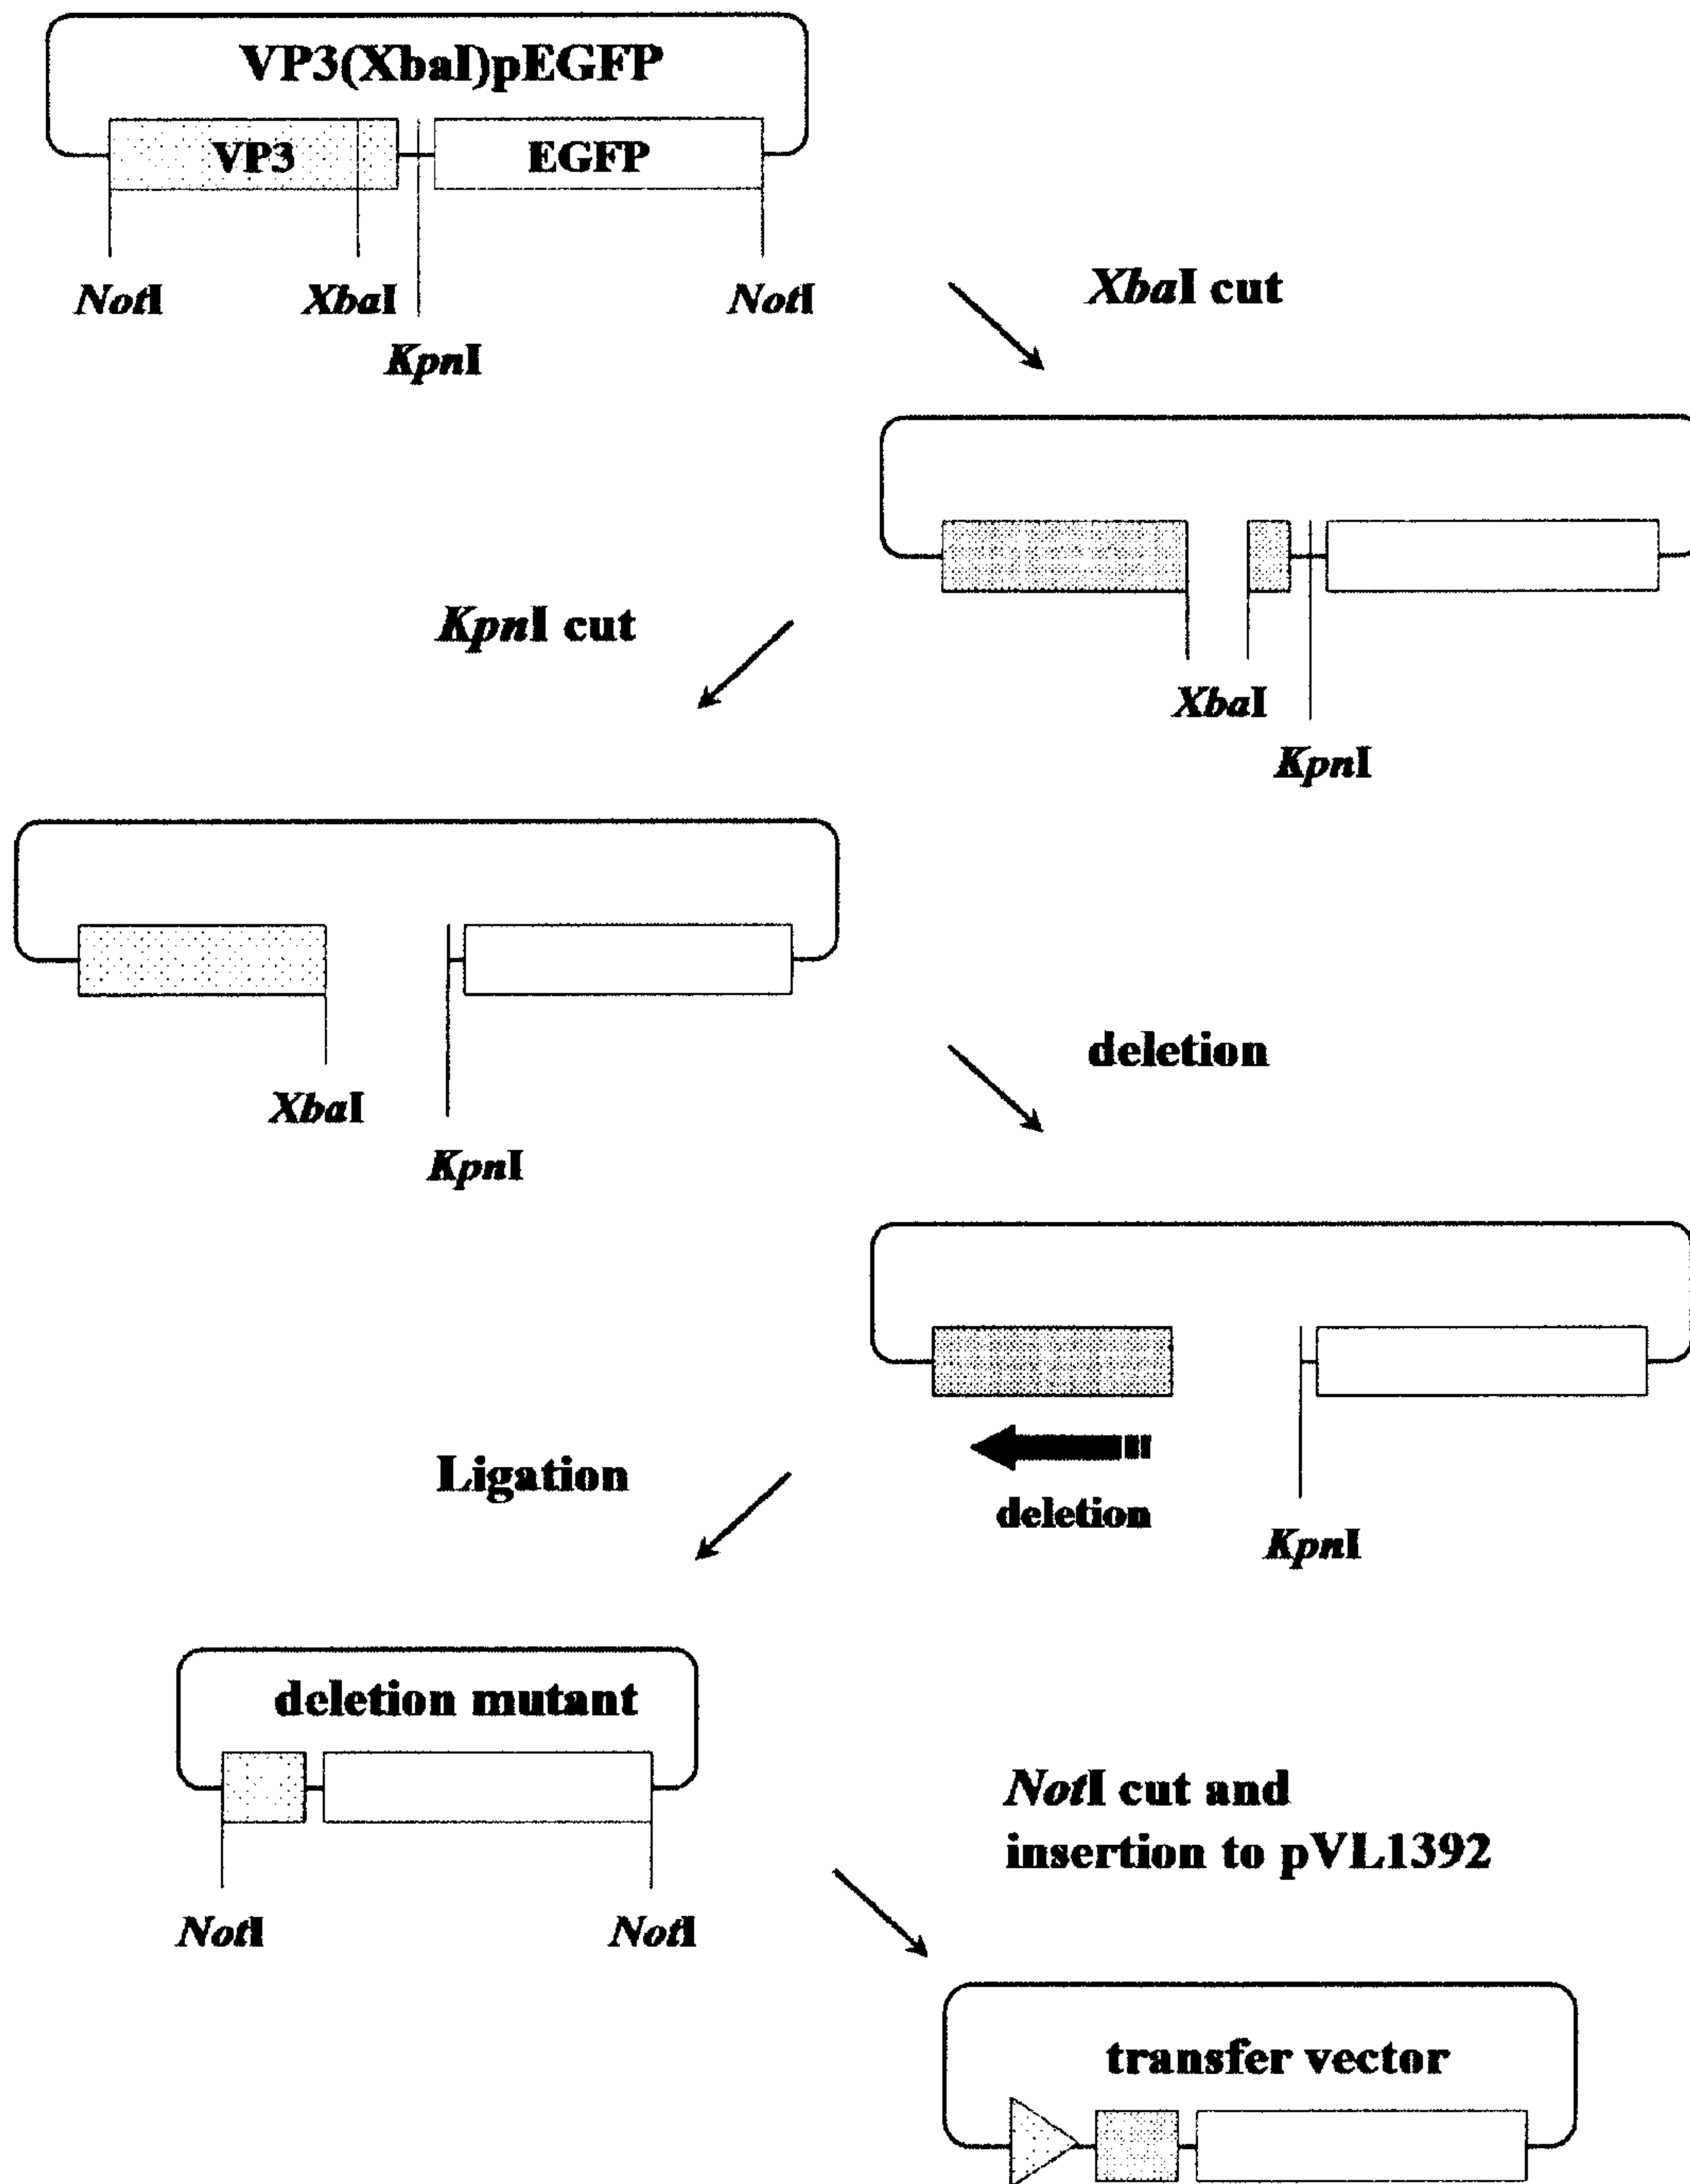 VP3(XbaI)pEGFP
VP3
EGFP
NotI
XbaI
NotI
KpnI
XbaI cut
KpnI cut
XbaI
KpnI
deletion
XbaI
KpnI
Ligation
deletion
KpnI
deletion mutant
NotI cut and
insertion to pVL1392
NotI
NotI
transfer vector